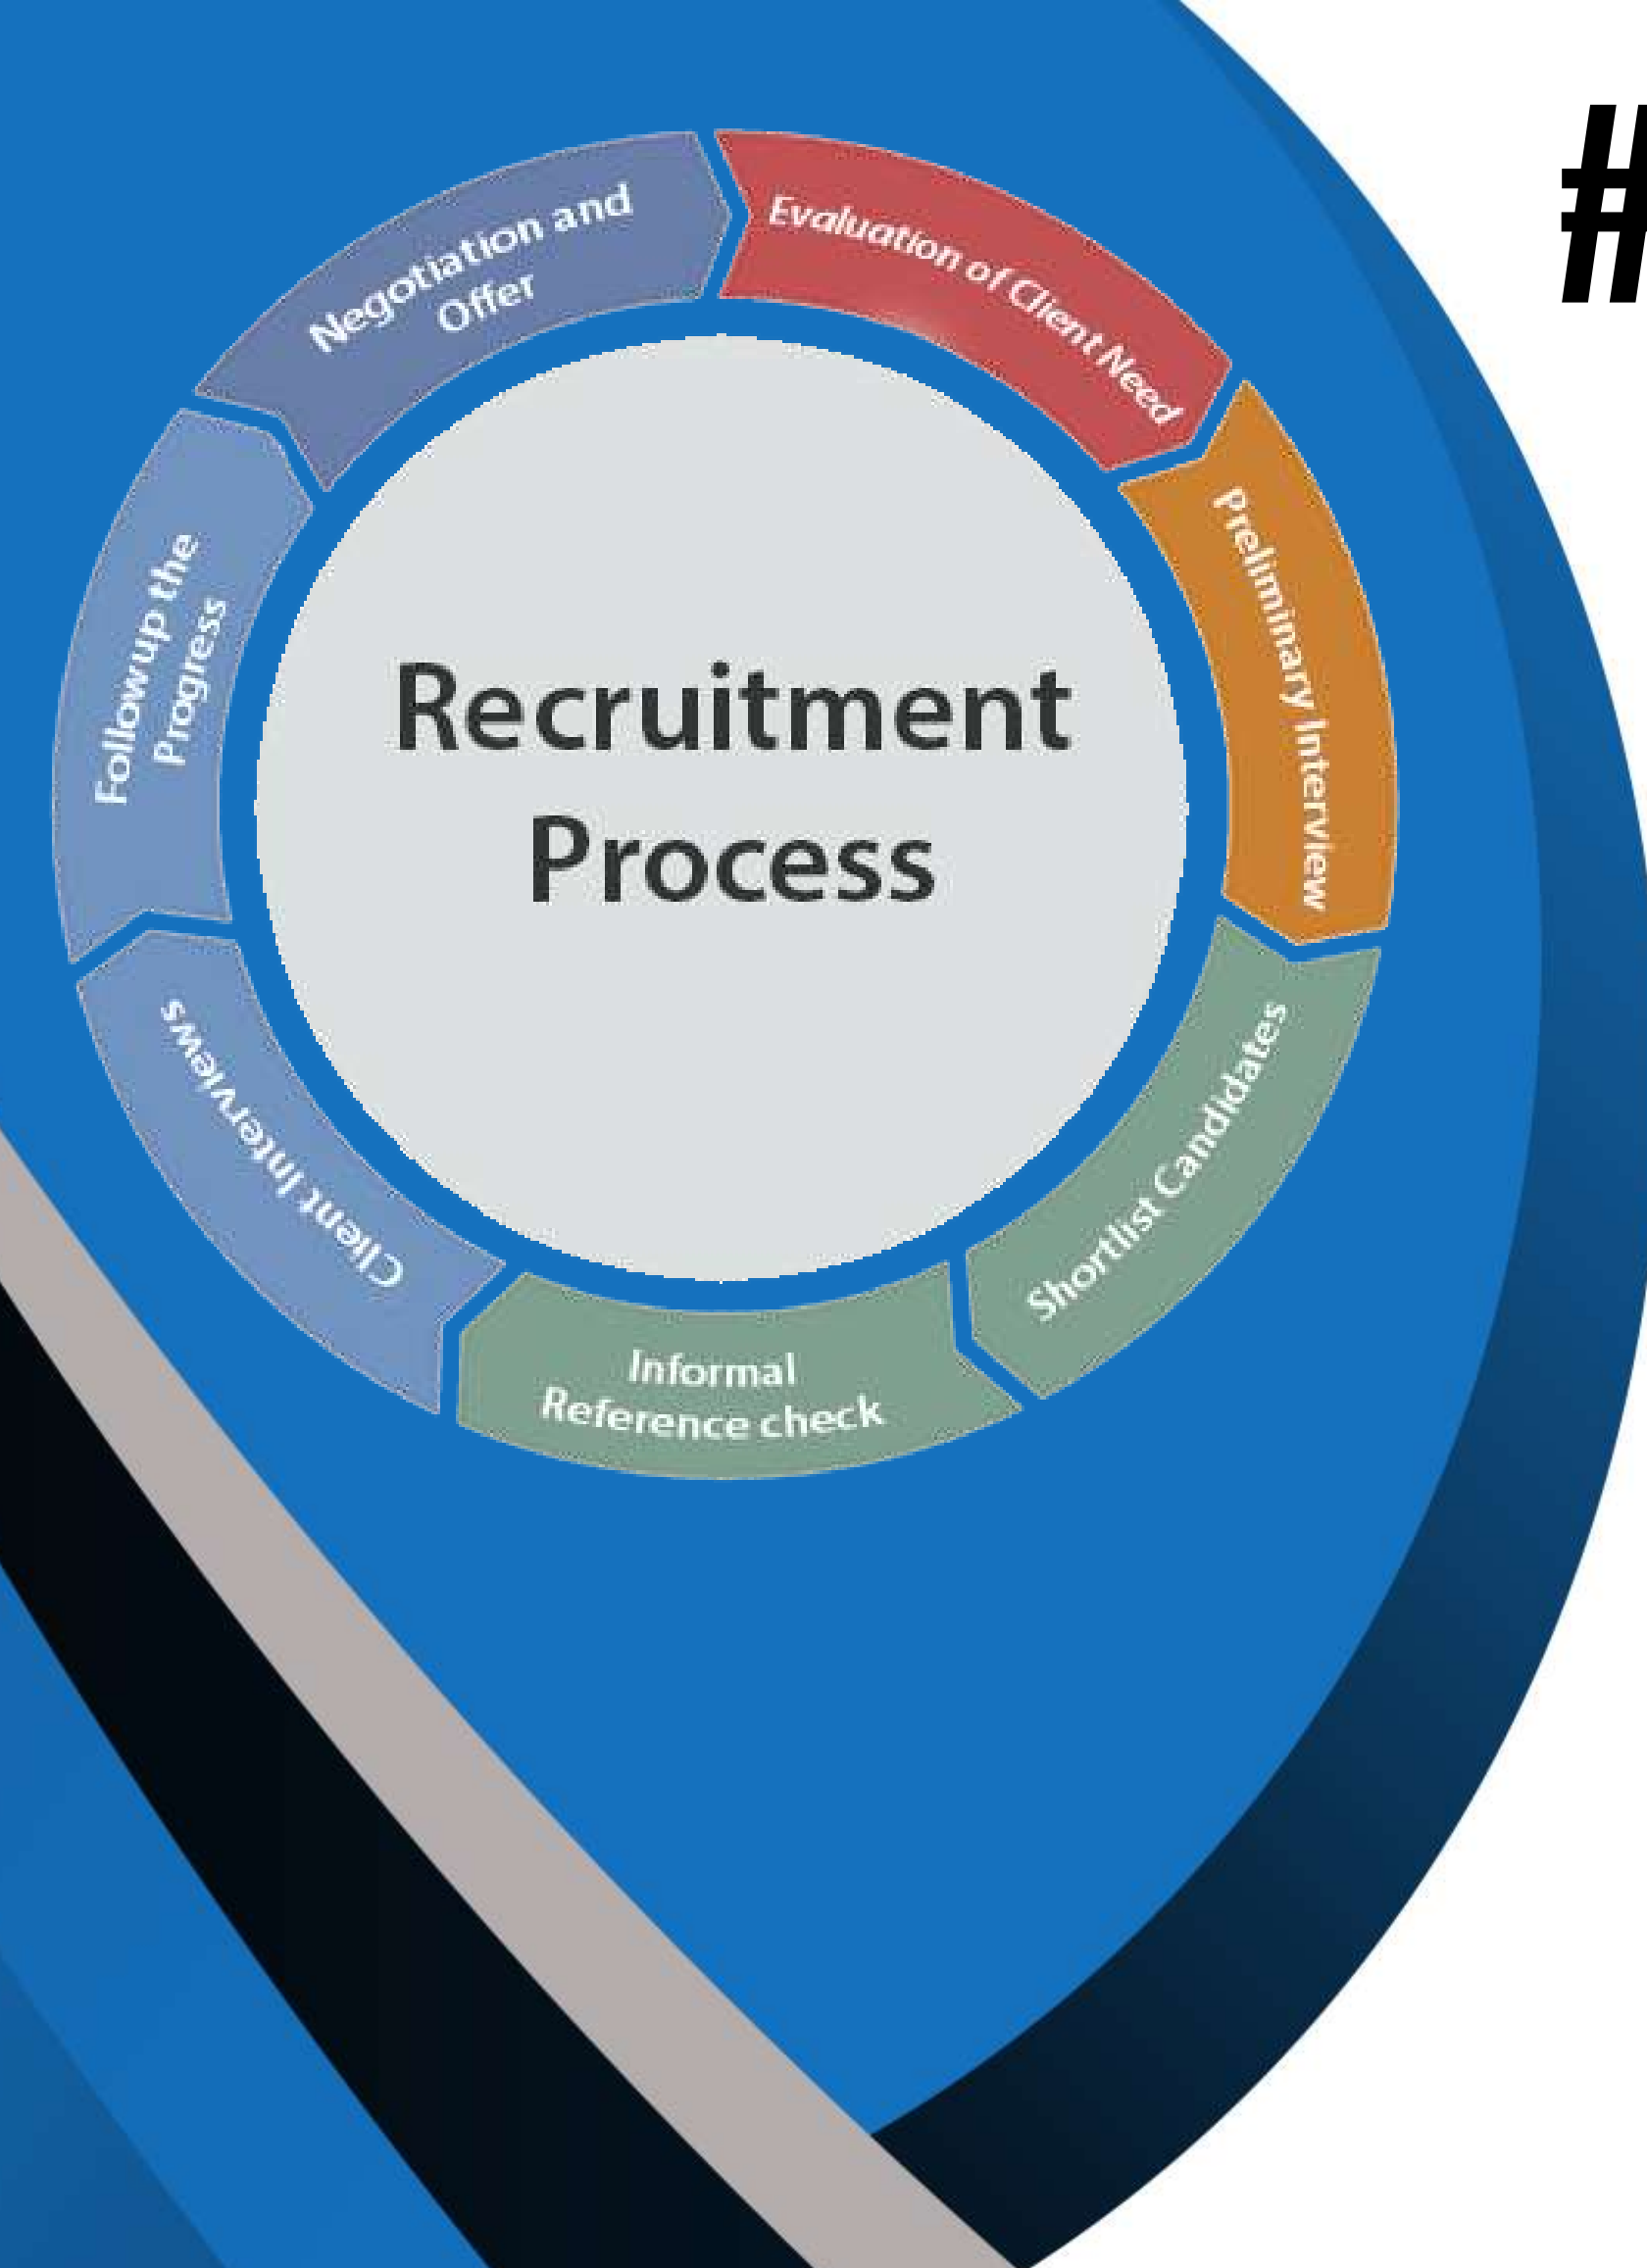 #
Evaluation of Client Need
Preliminary Interview
Shortlist Candidates
Informal
Reference check
Client Interviews
Followup the
Progress
Negotiation and
Offer
Recruitment
Process